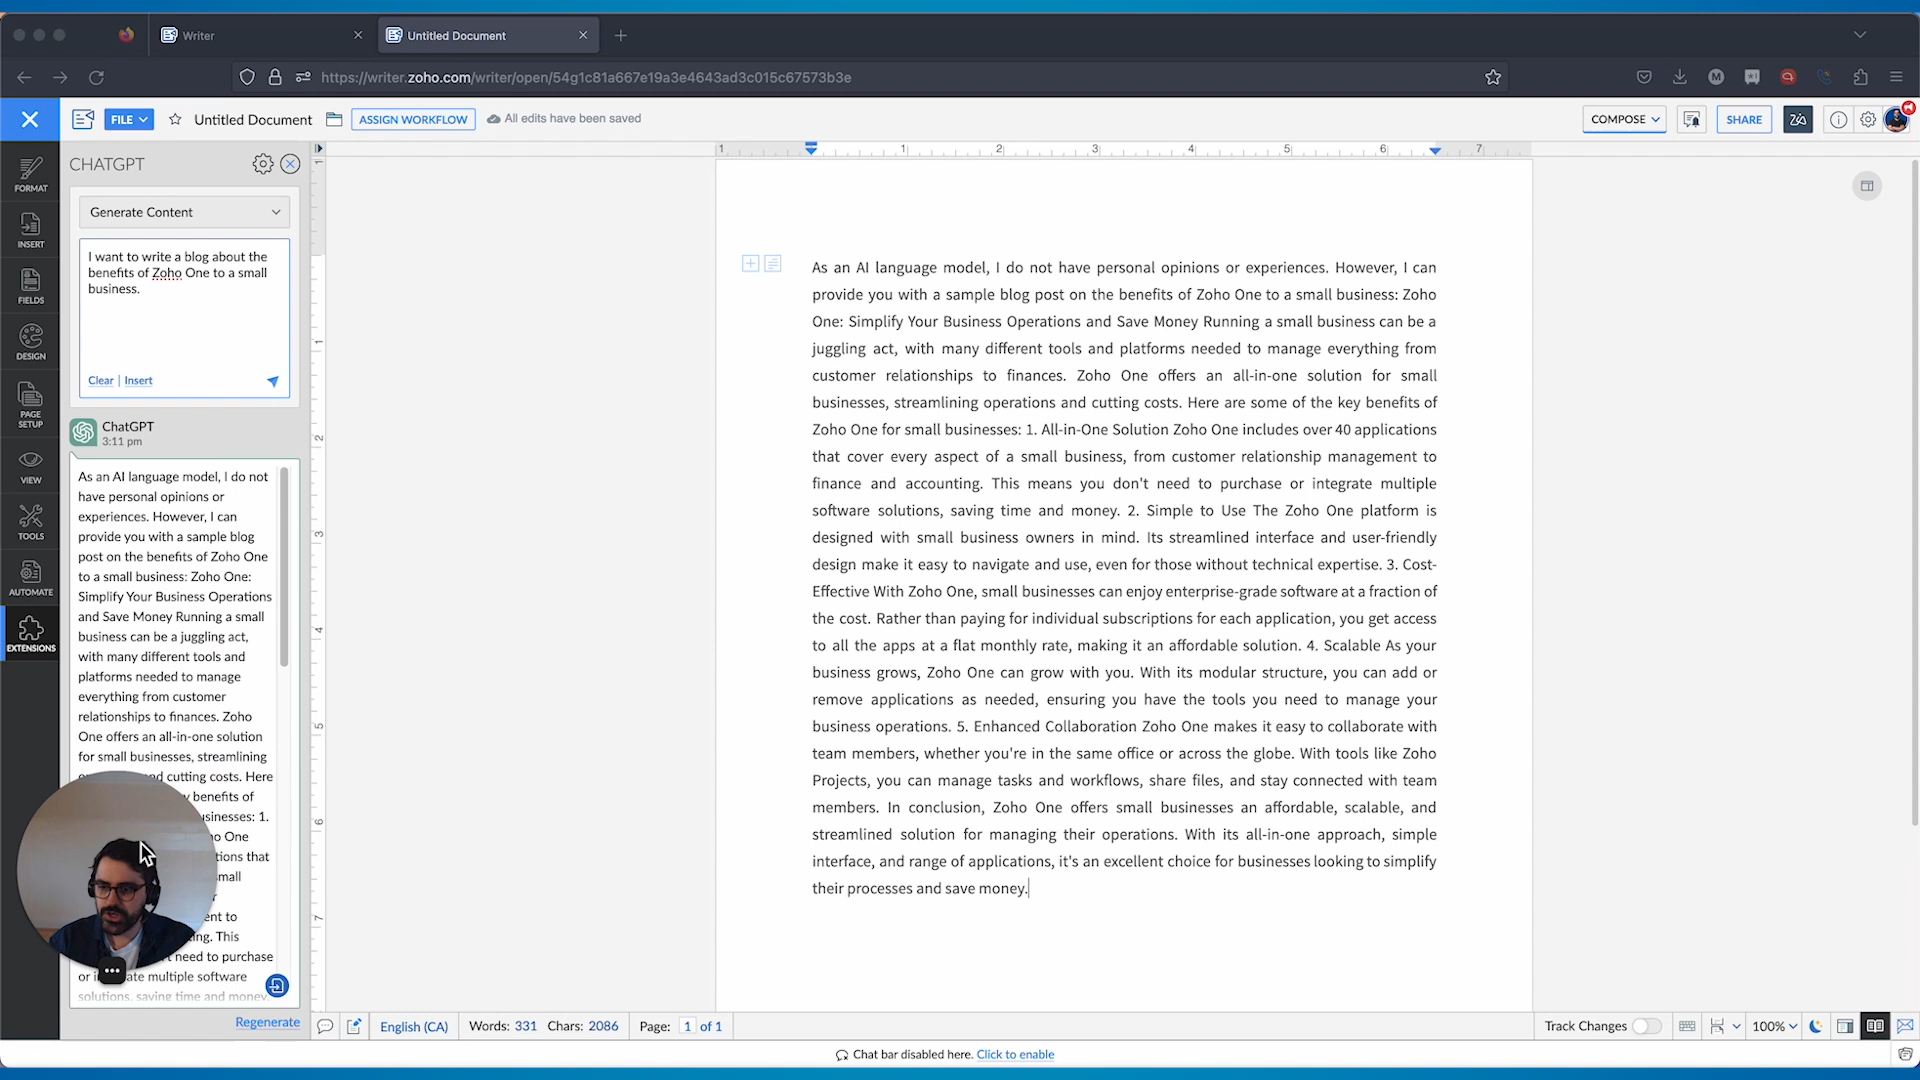 Writer
Untitled Document
https://writer.zoho.com/writer/open/54g1c81a667e19a3e4643ad3c015c67573b3e
FILE
Untitled Document
ASSIGN WORKFLOW
All edits have been saved
COMPOSE
SHARE
CHATGPT
FORMAT
INSERT
FIELDS
DESIGN
PAGE
SETUP
VIEW
TOOLS
AUTOMATE
EXTENSIONS
Generate Content
I want to write a blog about the
benefits of Zoho One to a small
business.
Clear | Insert
ChatGPT
3:11 pm
As an AI language model, I do not
have personal opinions or
experiences. However, I can
provide you with a sample blog
post on the benefits of Zoho One
to a small business: Zoho One:
Simplify Your Business Operations
and Save Money Running a small
business can be a juggling act,
with many different tools and
platforms needed to manage
everything from customer
relationships to finances. Zoho
One offers an all-in-one solution
for small businesses, streamlining
and cutting costs. Here
benefits of
1.
One
that
need to purchase
multiple software
solutions, saving time and money.
Regenerate
1 1 2 3 4 5 6 7
1
1
2
3
4
5
6
7
As an AI language model, I do not have personal opinions or experiences. However, I can
provide you with a sample blog post on the benefits of Zoho One to a small business: Zoho
One: Simplify Your Business Operations and Save Money Running a small business can be a
juggling act, with many different tools and platforms needed to manage everything from
customer relationships to finances. Zoho One offers an all-in-one solution for small
businesses, streamlining operations and cutting costs. Here are some of the key benefits of
Zoho One for small businesses: 1. All-in-One Solution Zoho One includes over 40 applications
that cover every aspect of a small business, from customer relationship management to
finance and accounting. This means you don't need to purchase or integrate multiple
software solutions, saving time and money. 2. Simple to Use The Zoho One platform is
designed with small business owners in mind. Its streamlined interface and user-friendly
design make it easy to navigate and use, even for those without technical expertise. 3. Cost-
Effective With Zoho One, small businesses can enjoy enterprise-grade software at a fraction of
the cost. Rather than paying for individual subscriptions for each application, you get access
to all the apps at a flat monthly rate, making it an affordable solution. 4. Scalable As your
business grows, Zoho One can grow with you. With its modular structure, you can add or
remove applications as needed, ensuring you have the tools you need to manage your
business operations. 5. Enhanced Collaboration Zoho One makes it easy to collaborate with
team members, whether you're in the same office or across the globe. With tools like Zoho
Projects, you can manage tasks and workflows, share files, and stay connected with team
members. In conclusion, Zoho One offers small businesses an affordable, scalable, and
streamlined solution for managing their operations. With its all-in-one approach, simple
interface, and range of applications, it's an excellent choice for businesses looking to simplify
their processes and save money.
English (CA)
Words: 331 Chars: 2086
Page: 1 of 1
Track Changes
100%
Chat bar disabled here. Click to enable